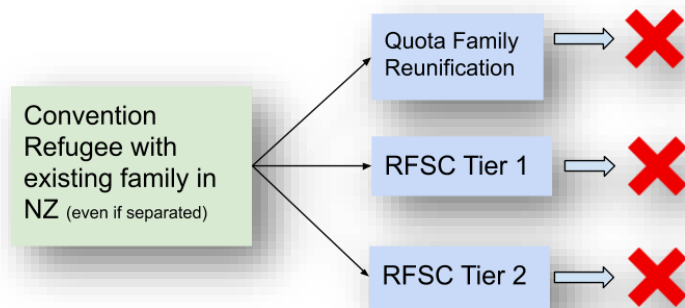 Convention
Refugee with
existing family in
NZ (even if separated)
Quota Family
Reunification
RFSC Tier 1
RFSC Tier 2